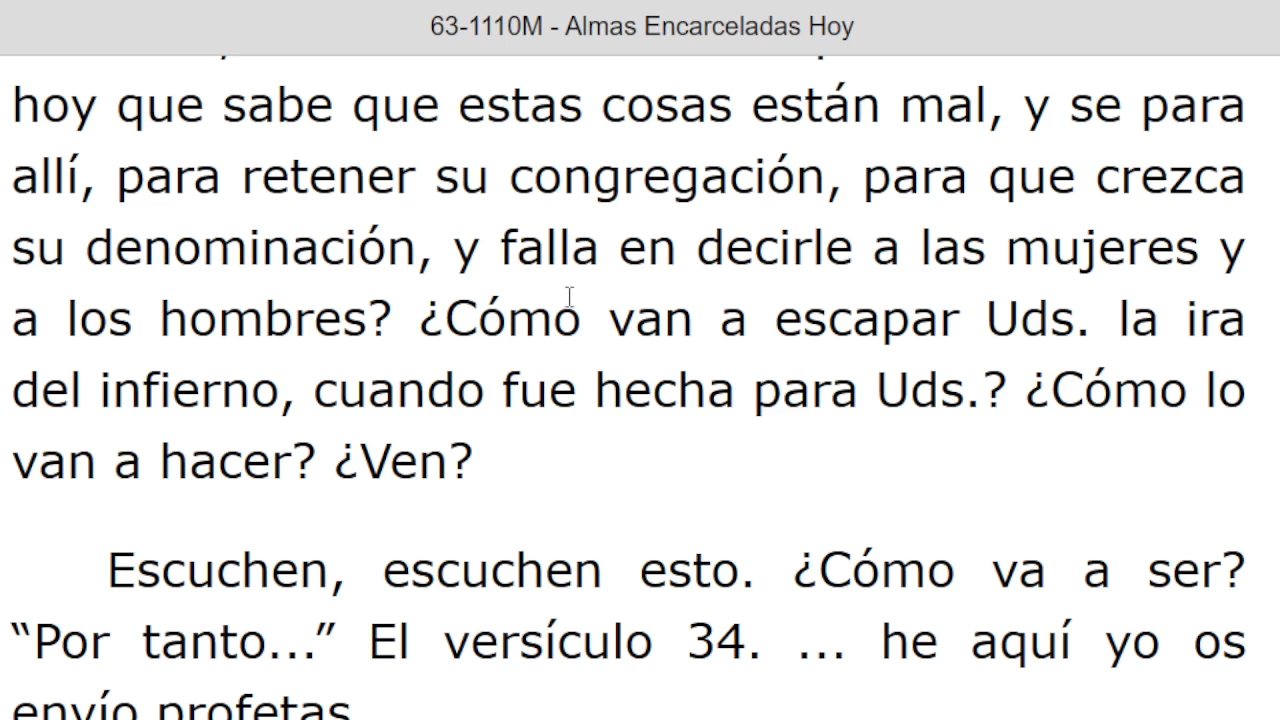 63-1110M - Almas Encarceladas Hoy
hoy que sabe que estas cosas están mal, y se para
allí, para retener su congregación, para que crezca
su denominación, y falla en decirle a las mujeres y
a los hombres? ¿Cómo van a escapar Uds. la ira
del infierno, cuando fue hecha para Uds.? ¿Cómo lo
van a hacer? ¿Ven?
Escuchen, escuchen esto. ¿Cómo va a ser?
“Por tanto...” El versículo 34. ... he aquí yo os
envío profetas